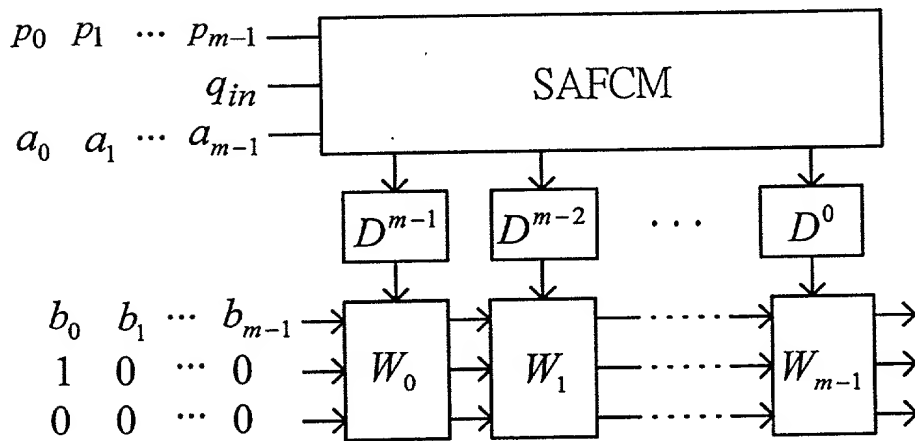 p₀ p₁ ··· pₘ₋₁
qᵢₙ
SAFCM
a₀ a₁ ··· aₘ₋₁
Dᵐ⁻¹ Dᵐ⁻² ··· D⁰
b₀ b₁ ··· bₘ₋₁
1 0 ··· 0
W₀ W₁ Wₘ₋₁
0 0 ··· 0